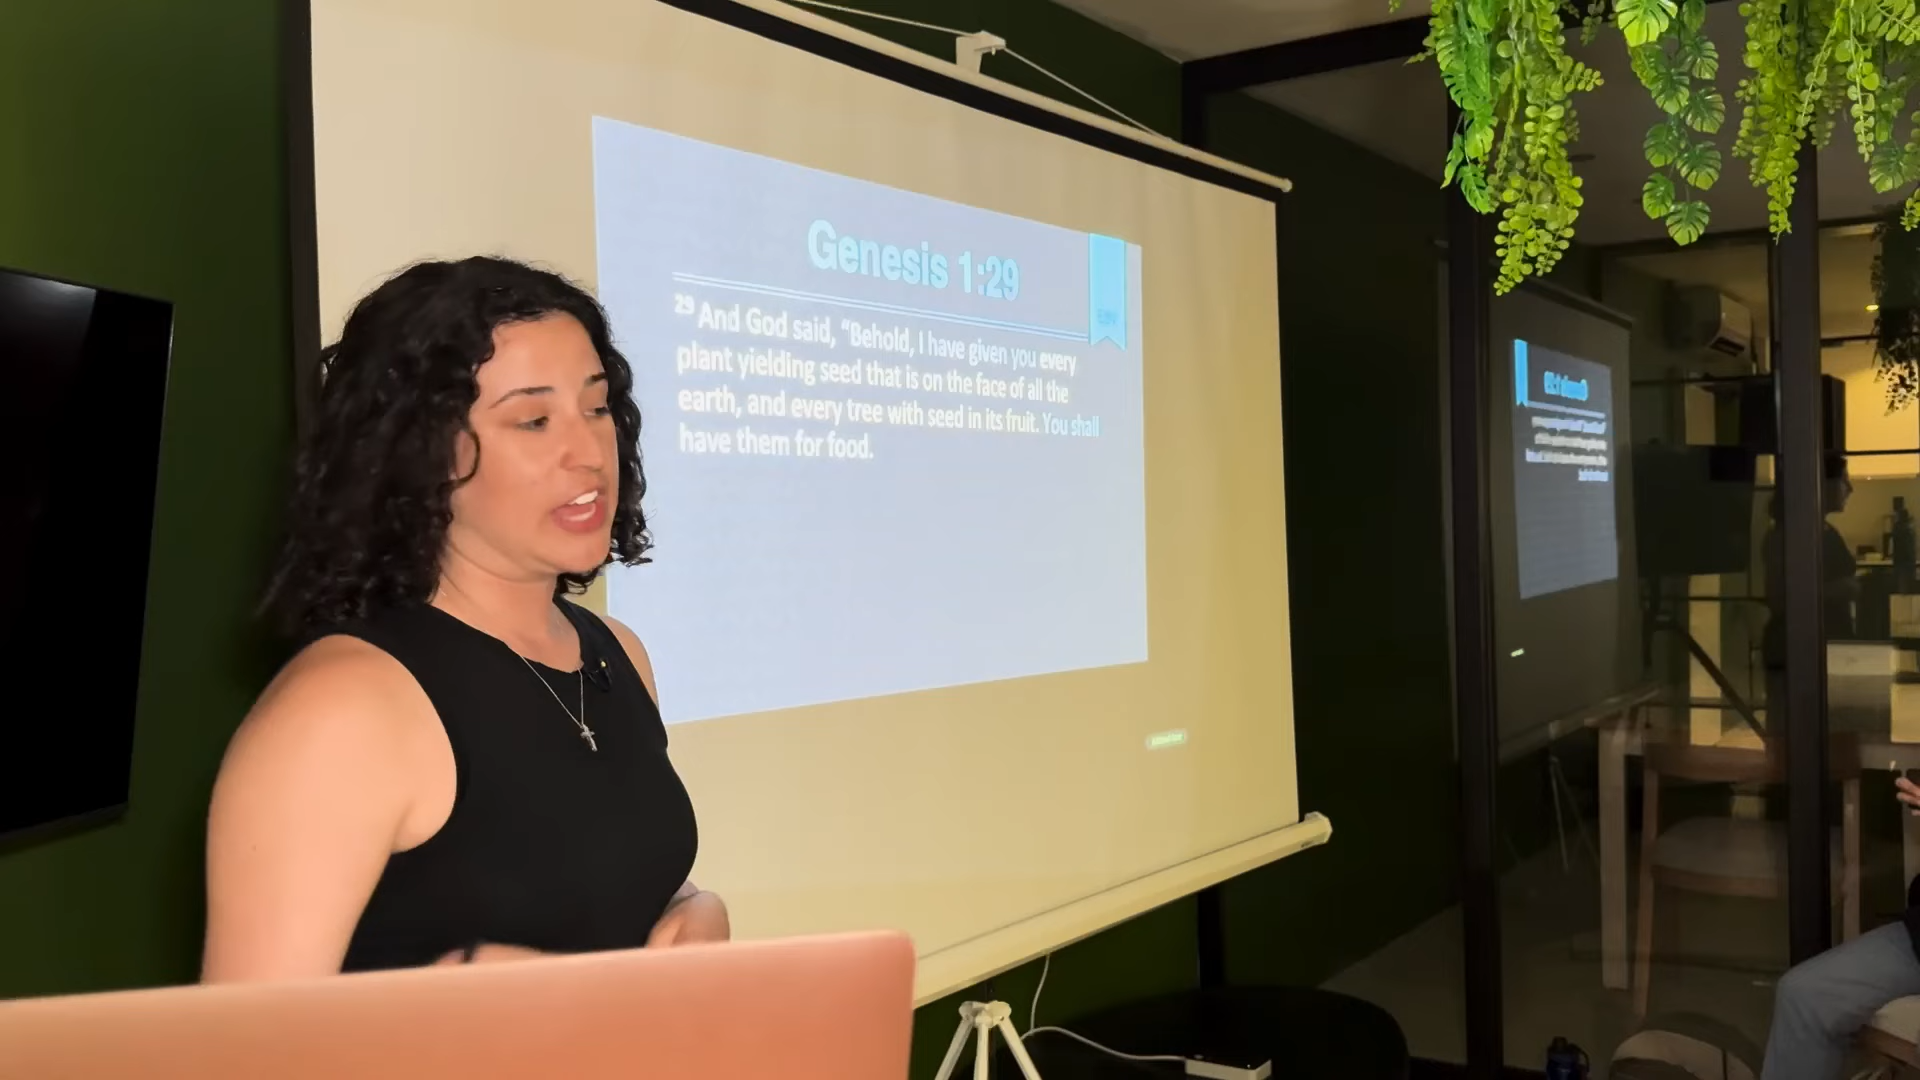 Genesis 1:29
29 And God said, “Behold, I have given you every
plant yielding seed that is on the face of all the
earth, and every tree with seed in its fruit. You shall
have them for food.